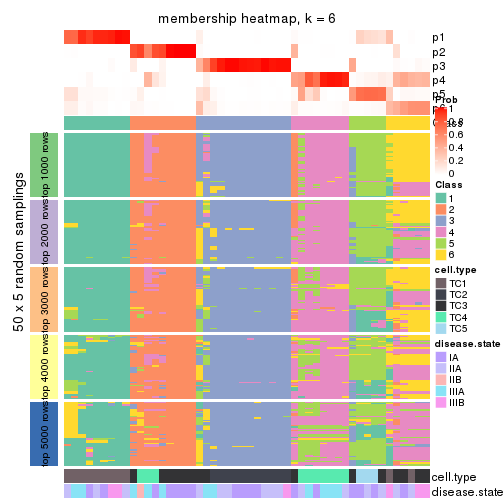 membership heatmap, k = 6
p1
p2
p3
p4
p5
p6
Prob
1
0.8
0.6
0.4
0.2
0
Class
1
2
3
4
5
6
cell.type
TC1
TC2
TC3
TC4
TC5
disease.state
IA
IIA
IIB
IIIA
IIIB
50 x 5 random samplings
top 1000 rows
top 2000 rows
top 3000 rows
top 4000 rows
top 5000 rows
cell.type
disease.state